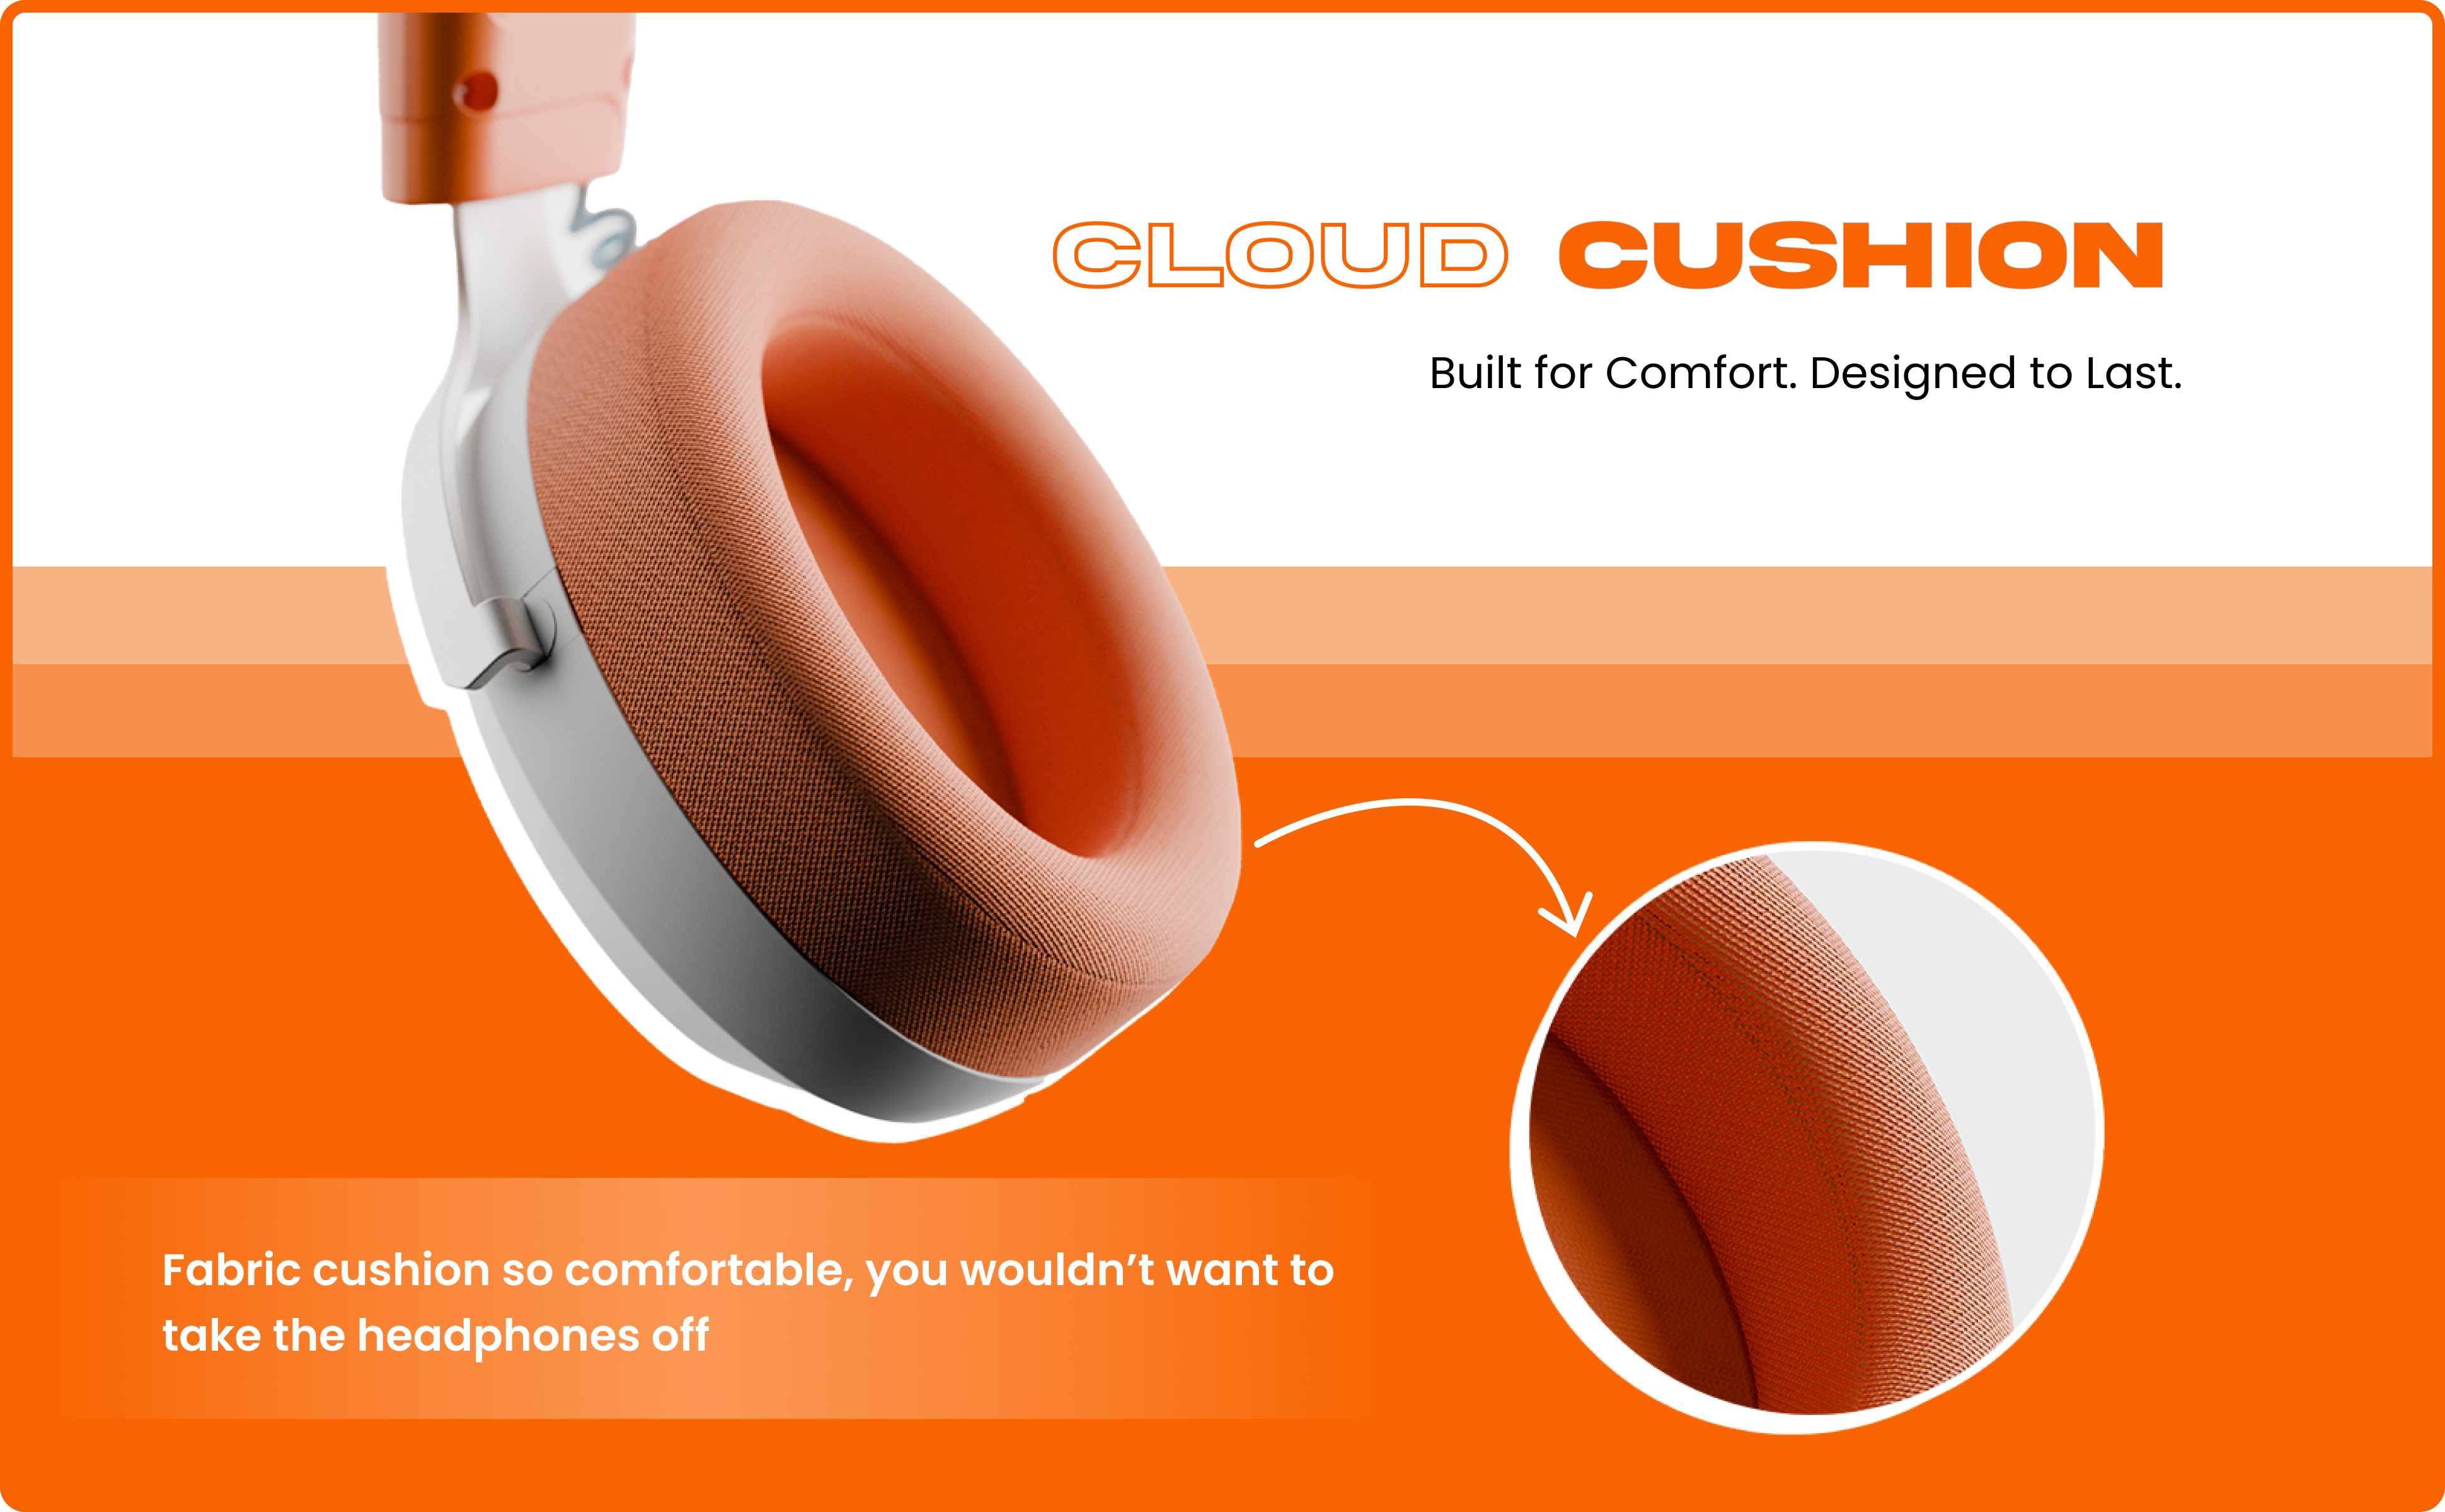 CLOUD CUSHION
Built for Comfort. Designed to Last.
Fabric cushion so comfortable, you wouldn’t want to
take the headphones off